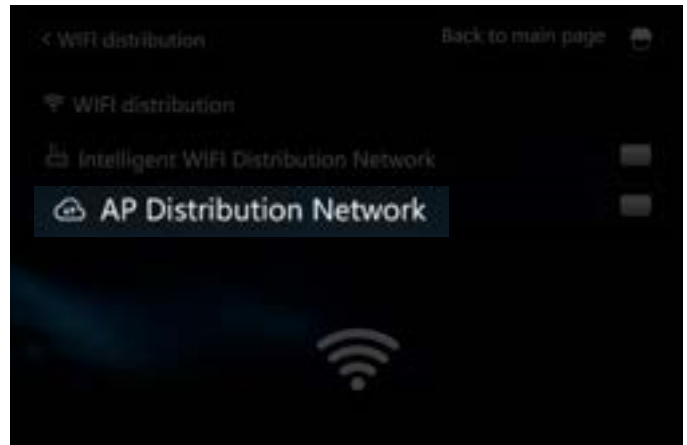 < WIFI distribution
Back to main page
WIFI distribution
Intelligent WIFI Distribution Network
AP Distribution Network